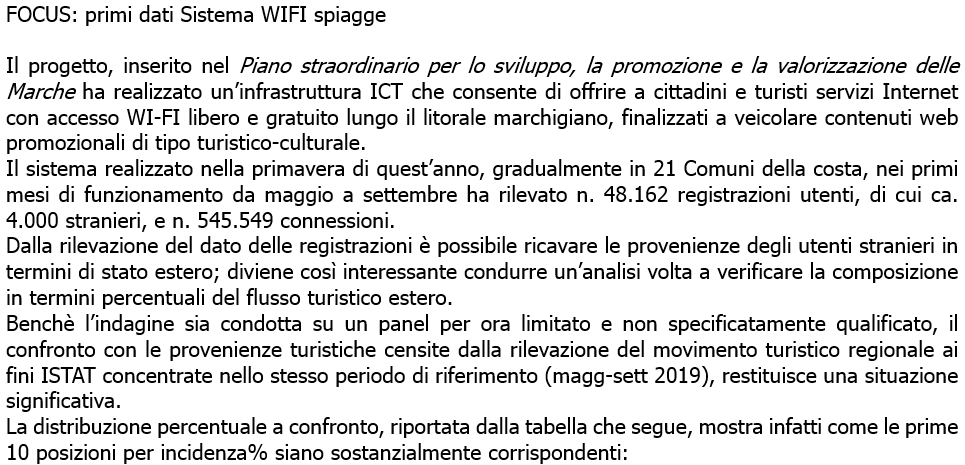 FOCUS: primi dati Sistema WIFI spiagge
Il progetto, inserito nel Piano straordinario per lo sviluppo, la promozione e la valorizzazione delle
Marche ha realizzato un'infrastruttura ICT che consente di offrire a cittadini e turisti servizi Internet
con accesso WI-FI libero e gratuito lungo il litorale marchigiano, finalizzati a veicolare contenuti web
promozionali di tipo turistico-culturale.
Il sistema realizzato nella primavera di quest'anno, gradualmente in 21 Comuni della costa, nei primi
mesi di funzionamento da maggio a settembre ha rilevato n. 48.162 registrazioni utenti, di cui ca.
4.000 stranieri, e n. 545.549 connessioni.
Dalla rilevazione del dato delle registrazioni è possibile ricavare le provenienze degli utenti stranieri in
termini di stato estero; diviene così interessante condurre un'analisi volta a verificare la composizione
in termini percentuali del flusso turistico estero.
Benchè l'indagine sia condotta su un panel per ora limitato e non specificatamente qualificato, il
confronto con le provenienze turistiche censite dalla rilevazione del movimento turistico regionale ai
fini ISTAT concentrate nello stesso periodo di riferimento (magg-sett 2019), restituisce una situazione
significativa.
La distribuzione percentuale a confronto, riportata dalla tabella che segue, mostra infatti come le prime
10 posizioni per incidenza% siano sostanzialmente corrispondenti: